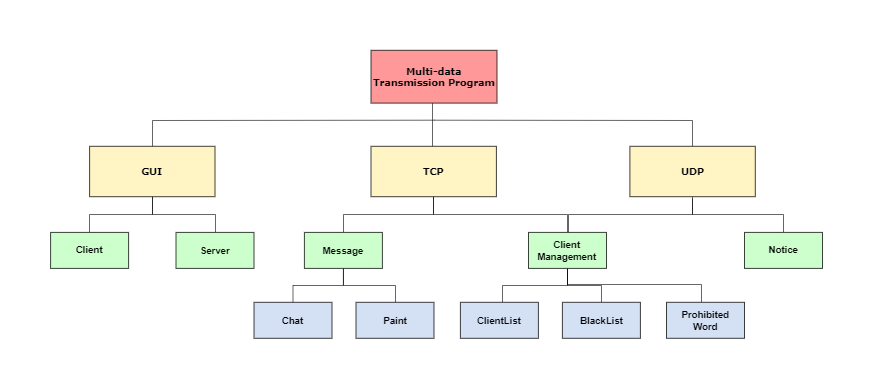 Multi-data
Transmission Program
GUI
TCP
UDP
Client
Server
Message
Client
Management
Notice
Chat
Paint
ClientList
BlackList
Prohibited
Word